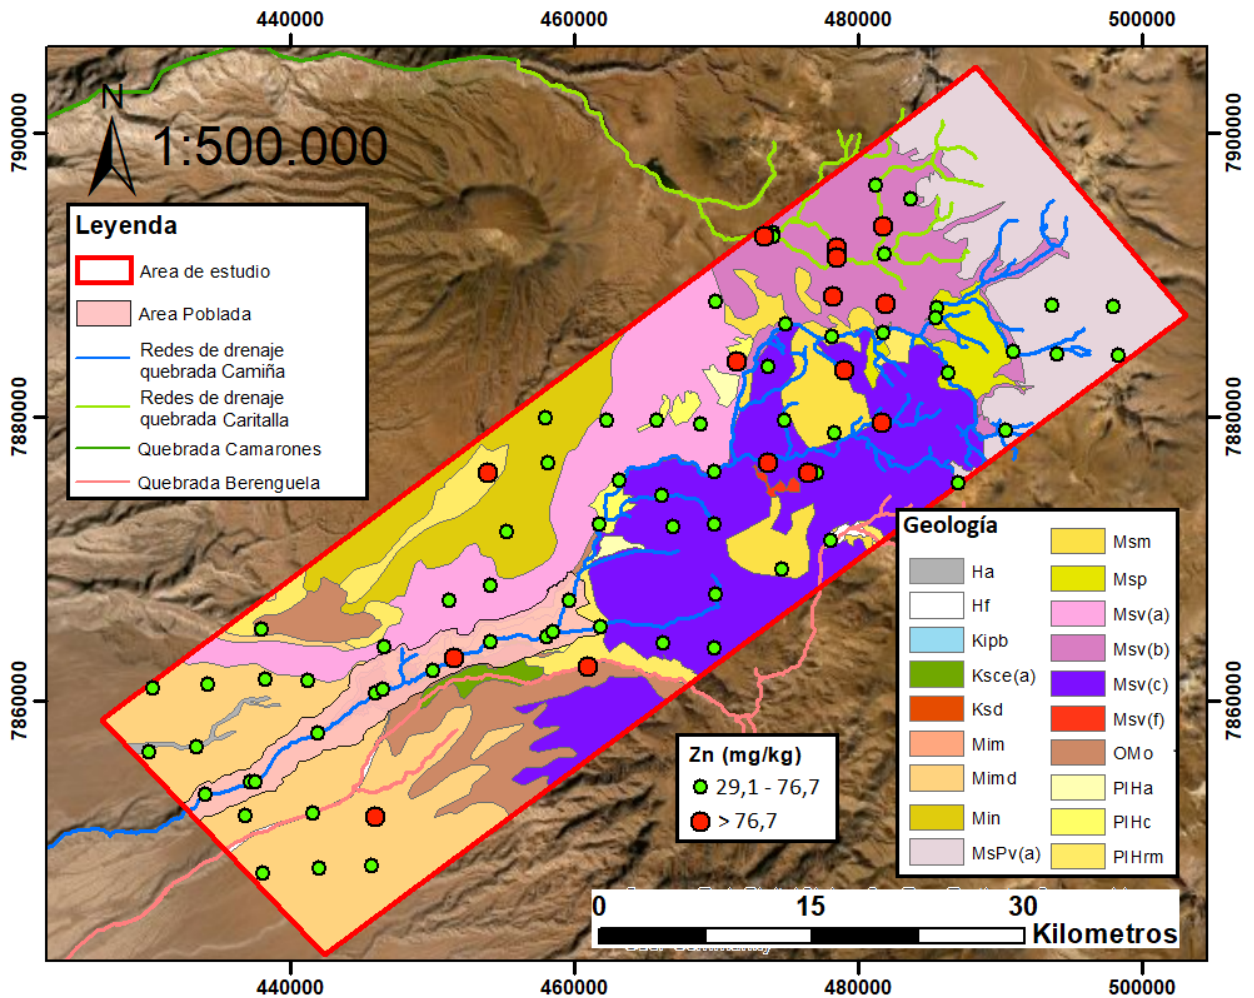 440000 460000 480000 500000
7900000
7900000
N
1:500.000
Leyenda
Area de estudio
Area Poblada
Redes de drenaje
quebrada Camiña
Redes de drenaje
quebrada Caritalla
Quebrada Camarones
Quebrada Berenguela
7880000
7880000
Geología
Ha
Hf
Kipb
Ksce(a)
Ksd
Mim
Mimd
Min
MsPv(a)
Msm
Msp
Msv(a)
Msv(b)
Msv(c)
Msv(f)
OMo
PlHa
PlHc
PlHrm
7860000
7860000
Zn (mg/kg)
29,1 - 76,7
> 76,7
0 15 30
Kilometros
440000 460000 480000 500000